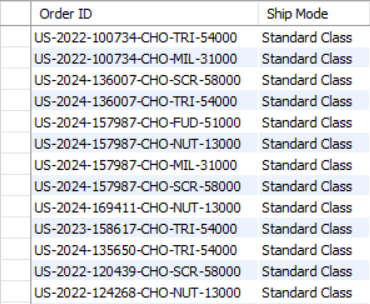 Order ID Ship Mode
US-2022-100734-CHO-TRI-54000 Standard Class
US-2022-100734-CHO-MIL-31000 Standard Class
US-2024-136007-CHO-SCR-58000 Standard Class
US-2024-136007-CHO-TRI-54000 Standard Class
US-2024-157987-CHO-FUD-51000 Standard Class
US-2024-157987-CHO-NUT-13000 Standard Class
US-2024-157987-CHO-MIL-31000 Standard Class
US-2024-157987-CHO-SCR-58000 Standard Class
US-2024-169411-CHO-NUT-13000 Standard Class
US-2023-158617-CHO-TRI-54000 Standard Class
US-2024-135650-CHO-TRI-54000 Standard Class
US-2022-120439-CHO-SCR-58000 Standard Class
US-2022-124268-CHO-NUT-13000 Standard Class